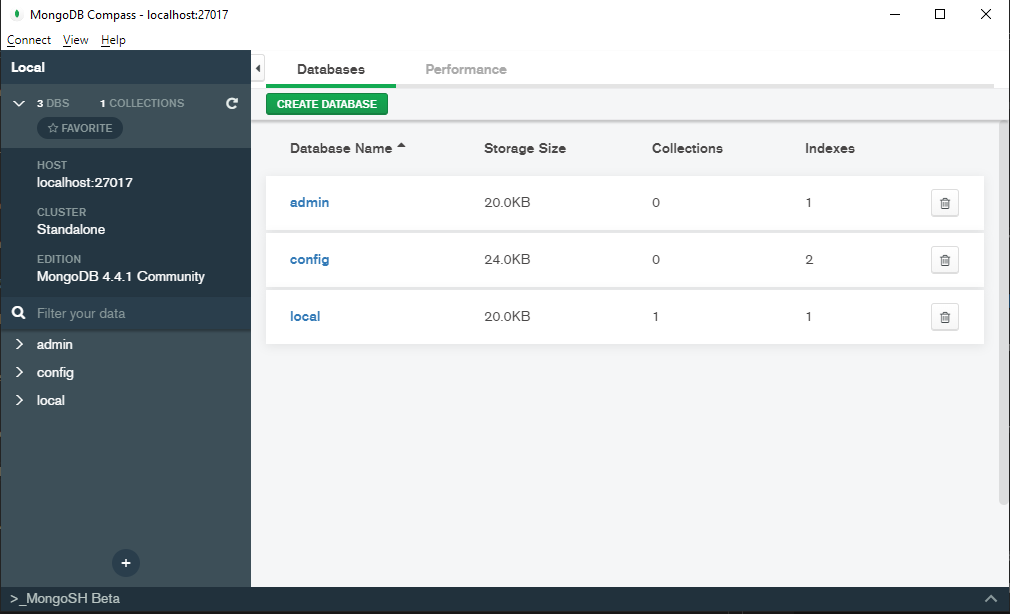 MongoDB Compass - localhost:27017
Connect View Help
Local
Databases Performance
3 DBS 1 COLLECTIONS
FAVORITE
CREATE DATABASE
HOST
localhost:27017
CLUSTER
Standalone
EDITION
MongoDB 4.4.1 Community
Filter your data
admin
config
local
Database Name Storage Size Collections Indexes
admin 20.0KB 0 1
config 24.0KB 0 2
local 20.0KB 1 1
+
>_MongoSH Beta